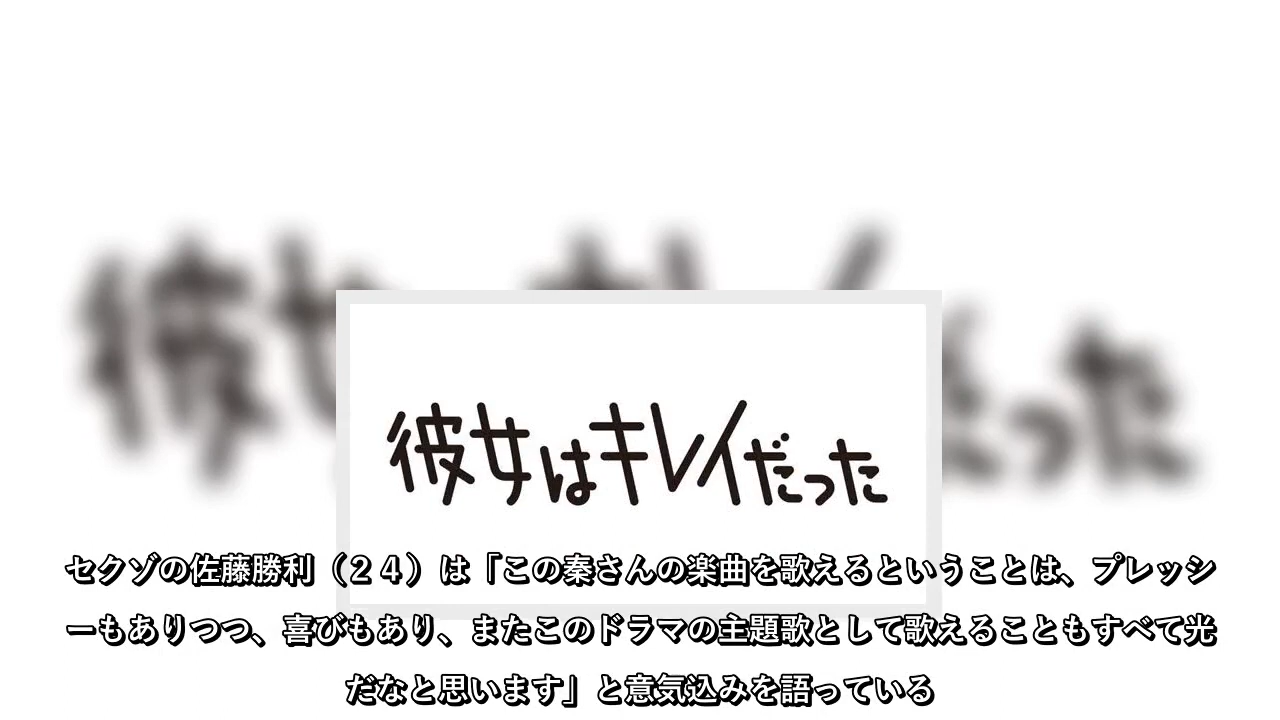 彼女はキレイだった
セクゾの佐藤勝利（２４）は「この秦さんの楽曲を歌えるということは、プレッシ
ーもありつつ、喜びもあり、またこのドラマの主題歌として歌えることもすべて光
だなと思います」と意気込みを語っている